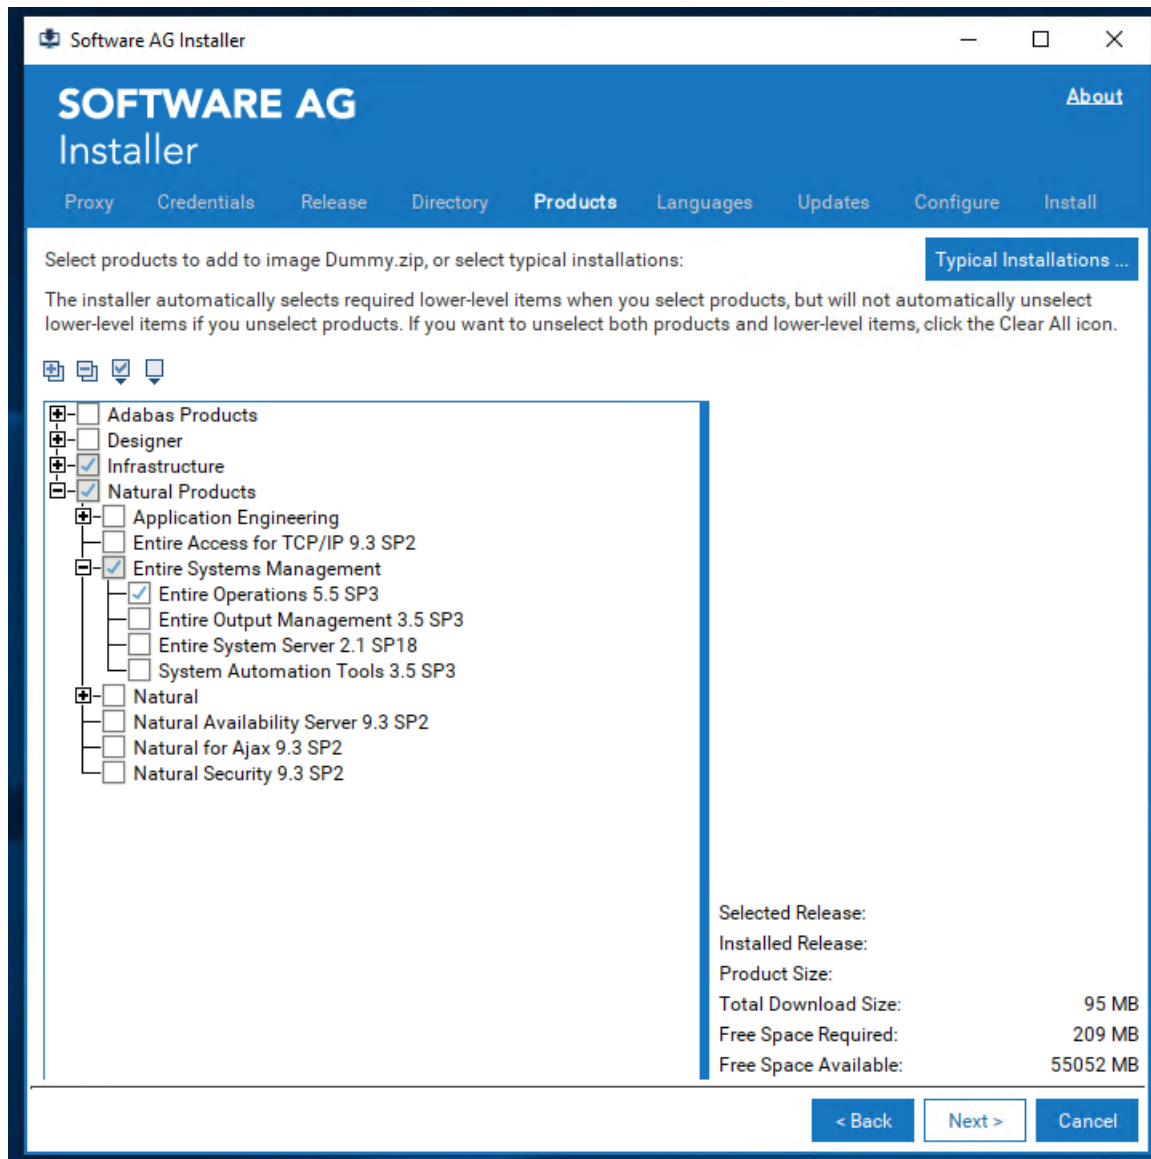 Software AG Installer
SOFTWARE AG
About
Installer
Proxy Credentials Release Directory Products Languages Updates Configure Install
Select products to add to image Dummy.zip, or select typical installations:
Typical Installations ...
The installer automatically selects required lower-level items when you select products, but will not automatically unselect
lower-level items if you unselect products. If you want to unselect both products and lower-level items, click the Clear All icon.
Adabas Products
Designer
Infrastructure
Natural Products
Application Engineering
Entire Access for TCP/IP 9.3 SP2
Entire Systems Management
Entire Operations 5.5 SP3
Entire Output Management 3.5 SP3
Entire System Server 2.1 SP18
System Automation Tools 3.5 SP3
Natural
Natural Availability Server 9.3 SP2
Natural for Ajax 9.3 SP2
Natural Security 9.3 SP2
Selected Release:
Installed Release:
Product Size:
Total Download Size: 95 MB
Free Space Required: 209 MB
Free Space Available: 55052 MB
< Back Next > Cancel